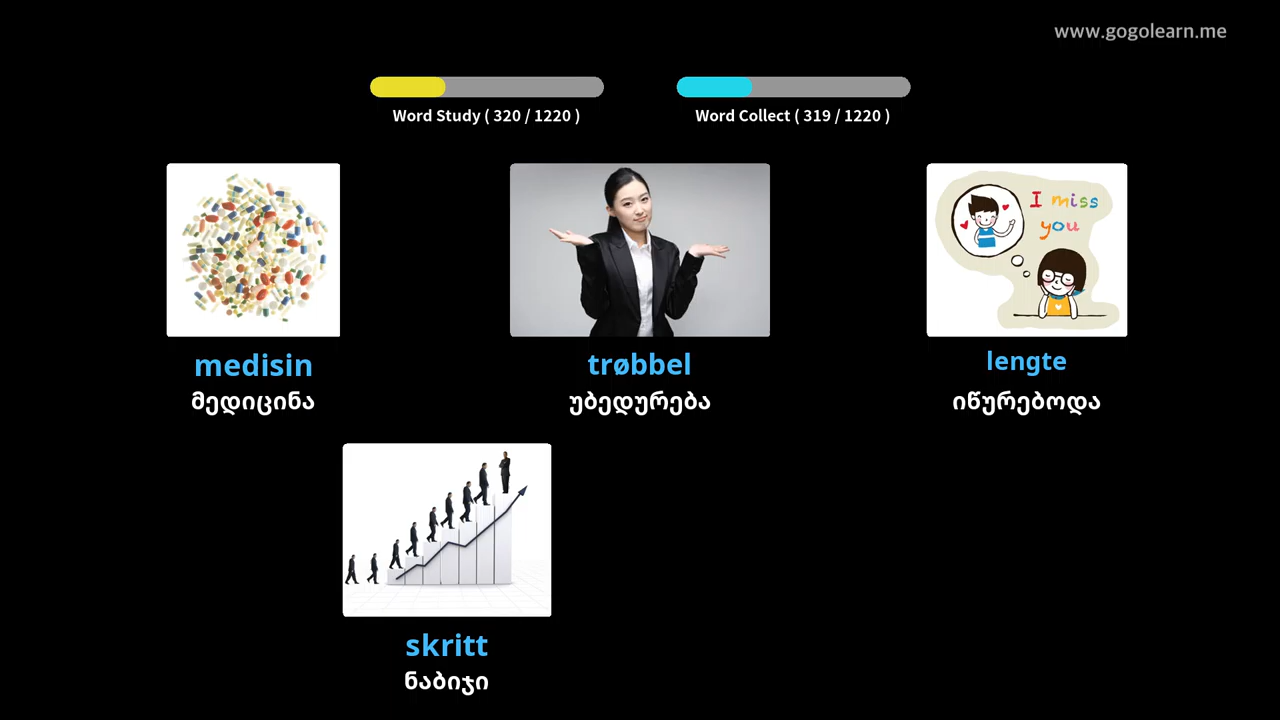 www.gogolearn.me
Word Study ( 320 / 1220 )
Word Collect ( 319 / 1220 )
I miss
you
medisin
trøbbel
lengte
მედიცინა
უბედურება
იწურებოდა
skritt
ნაბიჯი